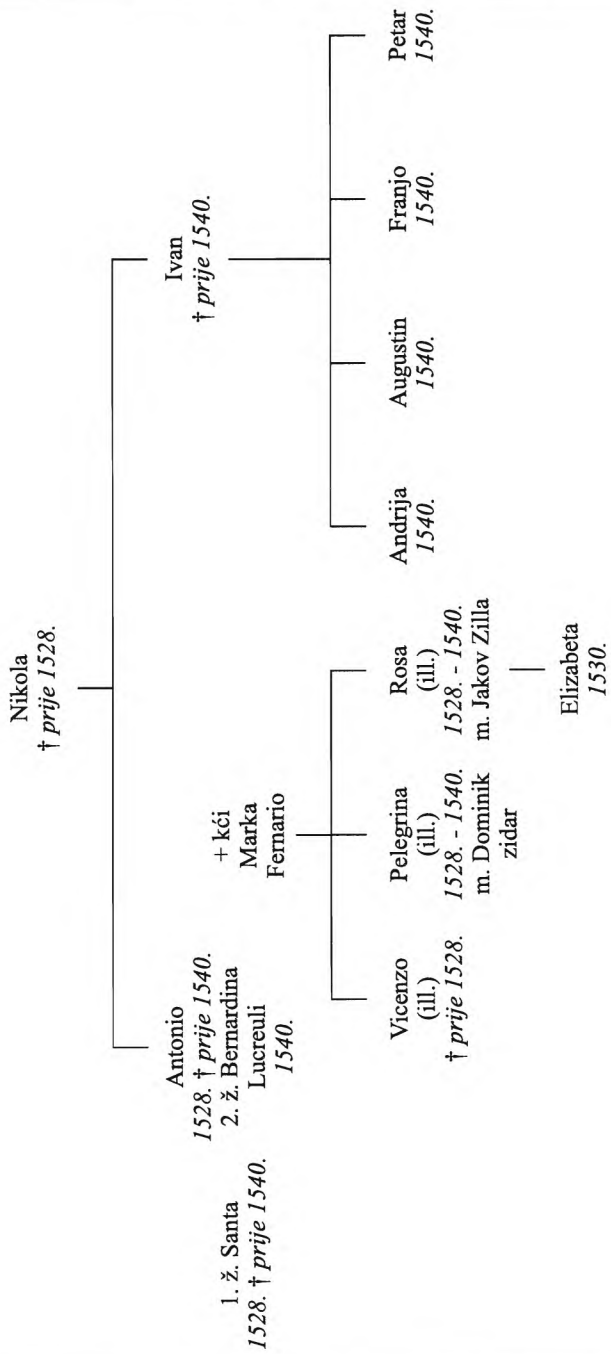 Nikola
† prije 1528.
1. ž. Santa
1528. † prije 1540.
Antonio
1528. † prije 1540.
2. ž. Bernardina
Lucreuli
1540.
+ kći
Marka
Fernario
Ivan
† prije 1540.
Vicenzo
(ill.)
† prije 1528.
Pelegrina
(ill.)
1528. - 1540.
m. Dominik
zidar
Rosa
(ill.)
1528. - 1540.
m. Jakov Zilla
Andrija
1540.
Augustin
1540.
Franjo
1540.
Petar
1540.
Elizabeta
1530.